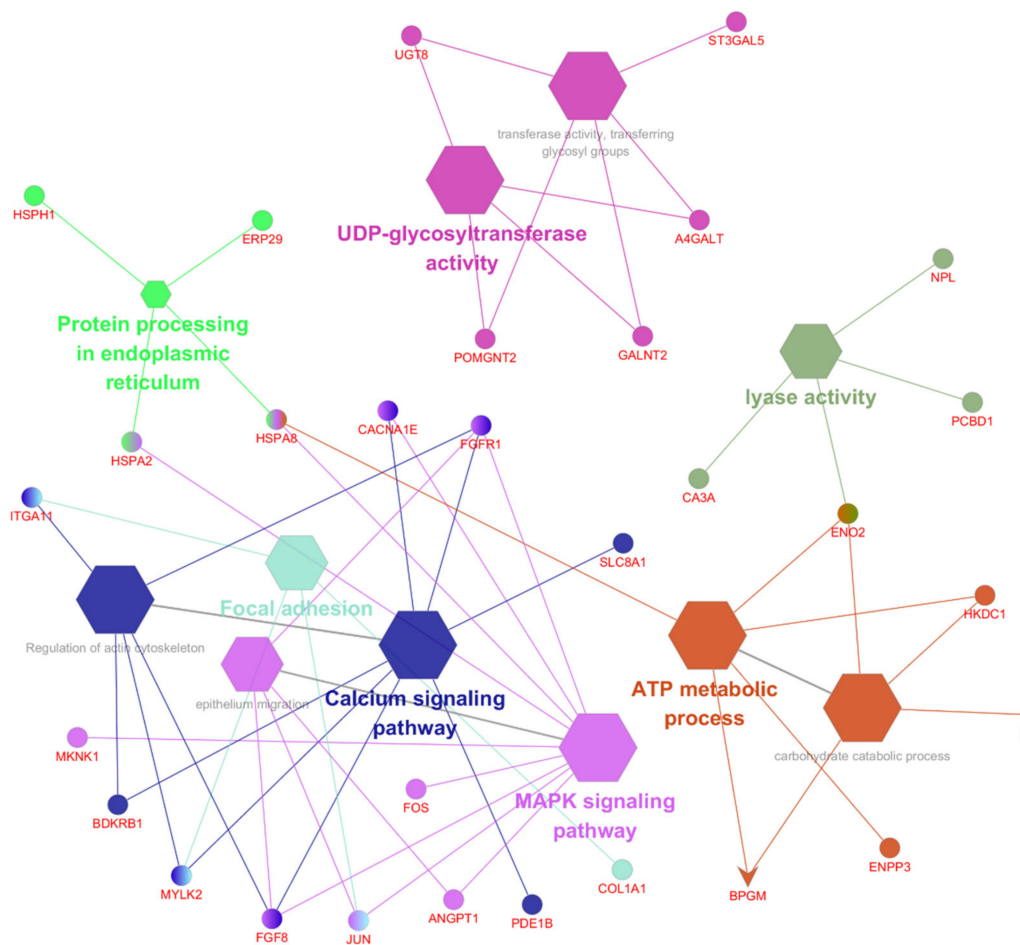 ST3GAL5
UGT8
transferase activity, transferring
glycosyl groups
HSPH1
ERP29
UDP-glycosyltransferase
activity
A4GALT
NPL
Protein processing
in endoplasmic
reticulum
POMGNT2
GALNT2
lyase activity
PCBD1
CACNA1E
HSPA8
FGFR1
HSPA2
CA3A
ITGA11
ENO2
SLC8A1
Focal adhesion
HKDC1
Regulation of actin cytoskeleton
epithelium migration
Calcium signaling
pathway
ATP metabolic
process
carbohydrate catabolic process
MKNK1
FOS
MAPK signaling
pathway
BDKRB1
ENPP3
COL1A1
BPGM
MYLK2
ANGPT1
PDE1B
FGF8
JUN